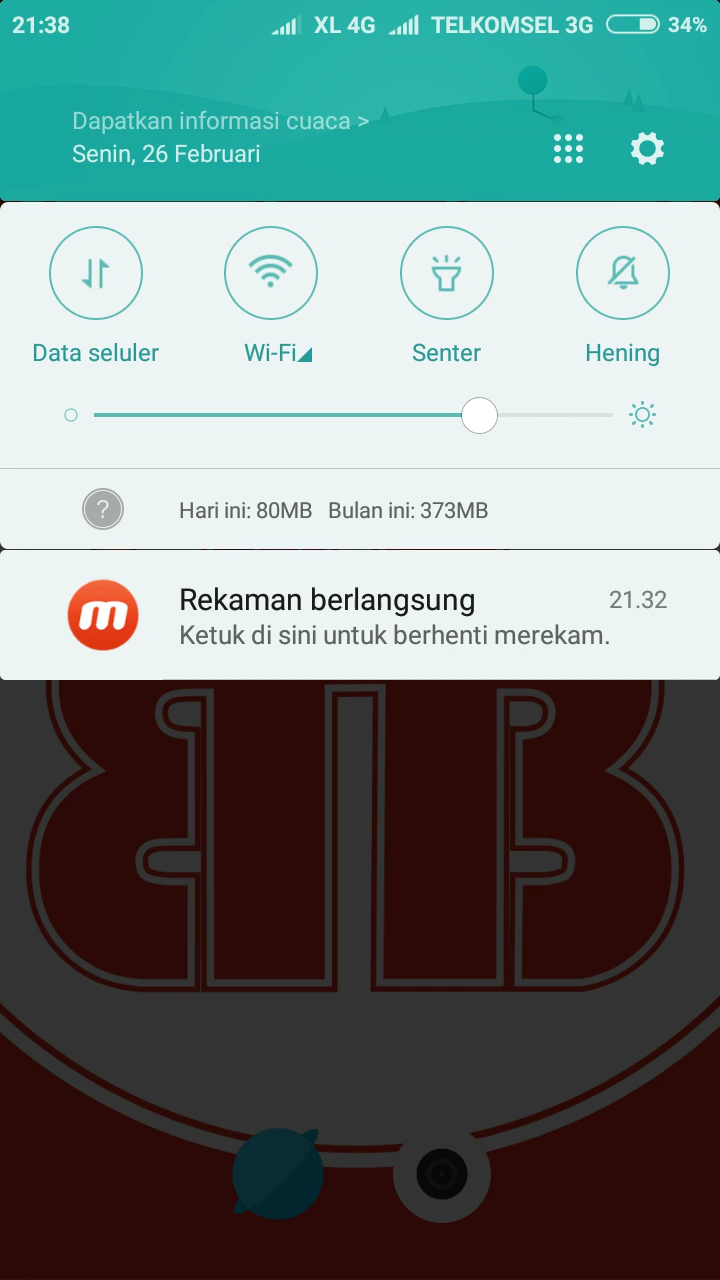 21:38 XL 4G TELKOMSEL 3G 34%
Dapatkan informasi cuaca >
Senin, 26 Februari
Data seluler Wi-Fi Senter Hening
? Hari ini: 80MB Bulan ini: 373MB
m Rekaman berlangsung 21.32
Ketuk di sini untuk berhenti merekam.